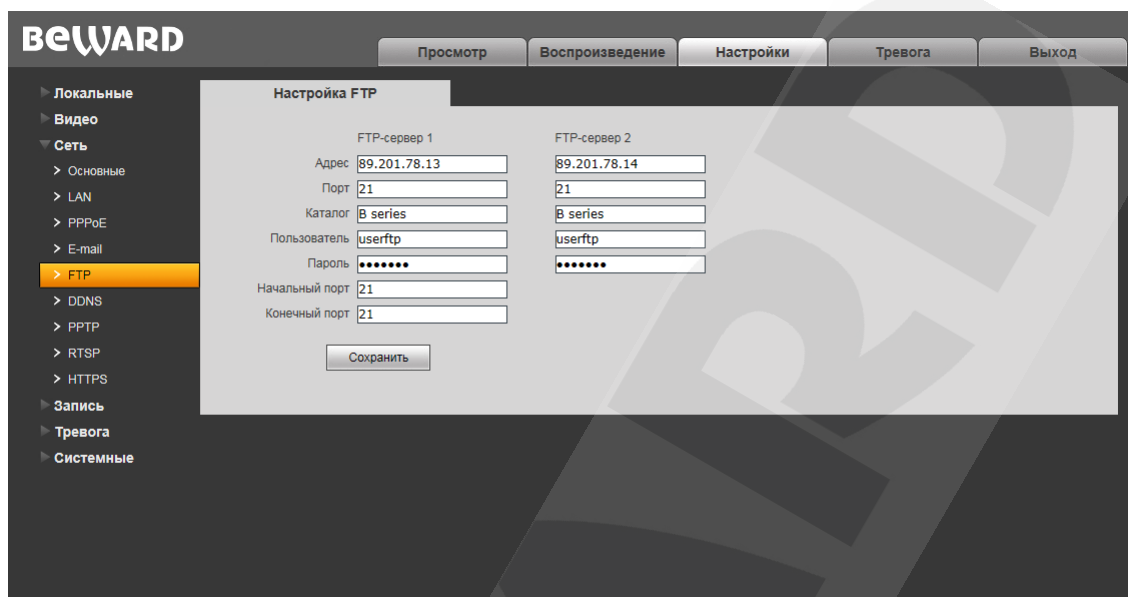 BEWARD
Просмотр Воспроизведение Настройки Тревога Выход
Локальные
Видео
Сеть
Основные
LAN
PPPoE
E-mail
FTP
DDNS
PPTP
RTSP
HTTPS
Запись
Тревога
Системные
Настройка FTP
FTP-сервер 1 FTP-сервер 2
Адрес 89.201.78.13 89.201.78.14
Порт 21 21
Каталог B series B series
Пользователь userftp userftp
Пароль ••••••• •••••••
Начальный порт 21
Конечный порт 21
Сохранить